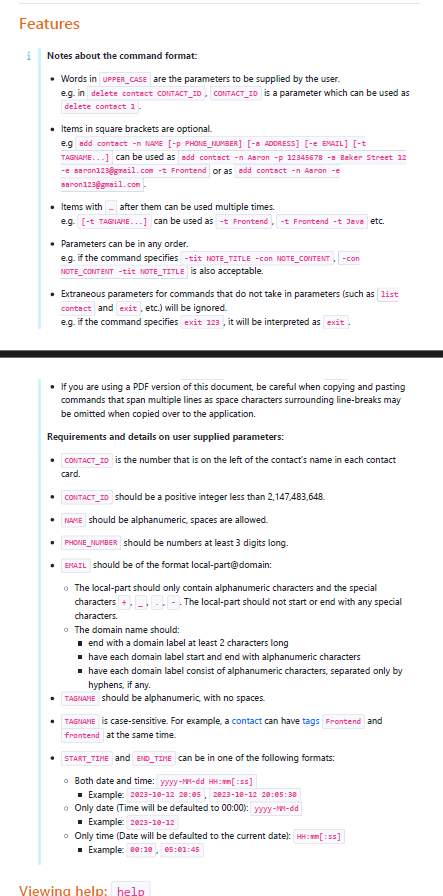 Features
Notes about the command format:
Words in UPPER_CASE are the parameters to be supplied by the user.
e.g. in delete contact CONTACT_ID, CONTACT_ID is a parameter which can be used as
delete contact 1.
Items in square brackets are optional.
e.g add contact -n NAME [-p PHONE_NUMBER] [-a ADDRESS] [-e EMAIL] [-t
TAGNAME...] can be used as add contact -n Aaron -p 12345678 -a Baker Street 12
-e aaron123@gmail.com -t Frontend or as add contact -n Aaron -e
aaron123@gmail.com.
Items with … after them can be used multiple times.
e.g. [-t TAGNAME...] can be used as -t Frontend, -t Frontend -t Java etc.
Parameters can be in any order.
e.g. if the command specifies -tit NOTE_TITLE -con NOTE_CONTENT, -con
NOTE_CONTENT -tit NOTE_TITLE is also acceptable.
Extraneous parameters for commands that do not take in parameters (such as list
contact and exit, etc.) will be ignored.
e.g. if the command specifies exit 123, it will be interpreted as exit.
If you are using a PDF version of this document, be careful when copying and pasting
commands that span multiple lines as space characters surrounding line-breaks may
be omitted when copied over to the application.
Requirements and details on user supplied parameters:
CONTACT_ID is the number that is on the left of the contact's name in each contact
card.
CONTACT_ID should be a positive integer less than 2,147,483,648.
NAME should be alphanumeric, spaces are allowed.
PHONE_NUMBER should be numbers at least 3 digits long.
EMAIL should be of the format local-part@domain:
The local-part should only contain alphanumeric characters and the special
characters +, _, ., -. The local-part should not start or end with any special
characters.
The domain name should:
end with a domain label at least 2 characters long
have each domain label start and end with alphanumeric characters
have each domain label consist of alphanumeric characters, separated only by
hyphens, if any.
TAGNAME should be alphanumeric, with no spaces.
TAGNAME is case-sensitive. For example, a contact can have tags Frontend and
frontend at the same time.
START_TIME and END_TIME can be in one of the following formats:
Both date and time: yyyy-MM-dd HH:mm[:ss]
Example: 2023-10-12 20:05, 2023-10-12 20:05:30
Only date (Time will be defaulted to 00:00): yyyy-MM-dd
Example: 2023-10-12
Only time (Date will be defaulted to the current date): HH:mm[:ss]
Example: 00:10, 05:01:45
Viewing help: help